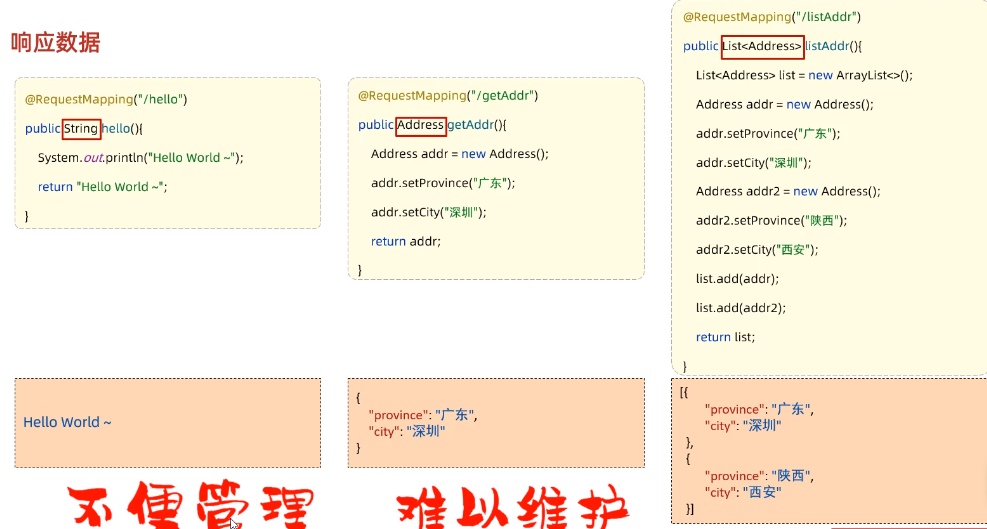 响应数据
@RequestMapping("/hello")
public String hello(){
System.out.println("Hello World ~");
return "Hello World ~";
}
Hello World ~
@RequestMapping("/getAddr")
public Address getAddr(){
Address addr = new Address();
addr.setProvince("广东");
addr.setCity("深圳");
return addr;
}
{
"province": "广东",
"city": "深圳"
}
@RequestMapping("/listAddr")
public List<Address> listAddr(){
List<Address> list = new ArrayList<>();
Address addr = new Address();
addr.setProvince("广东");
addr.setCity("深圳");
Address addr2 = new Address();
addr2.setProvince("陕西");
addr2.setCity("西安");
list.add(addr);
list.add(addr2);
return list;
}
[{
"province": "广东",
"city": "深圳"
},
{
"province": "陕西",
"city": "西安"
}]
不便管理 难以维护